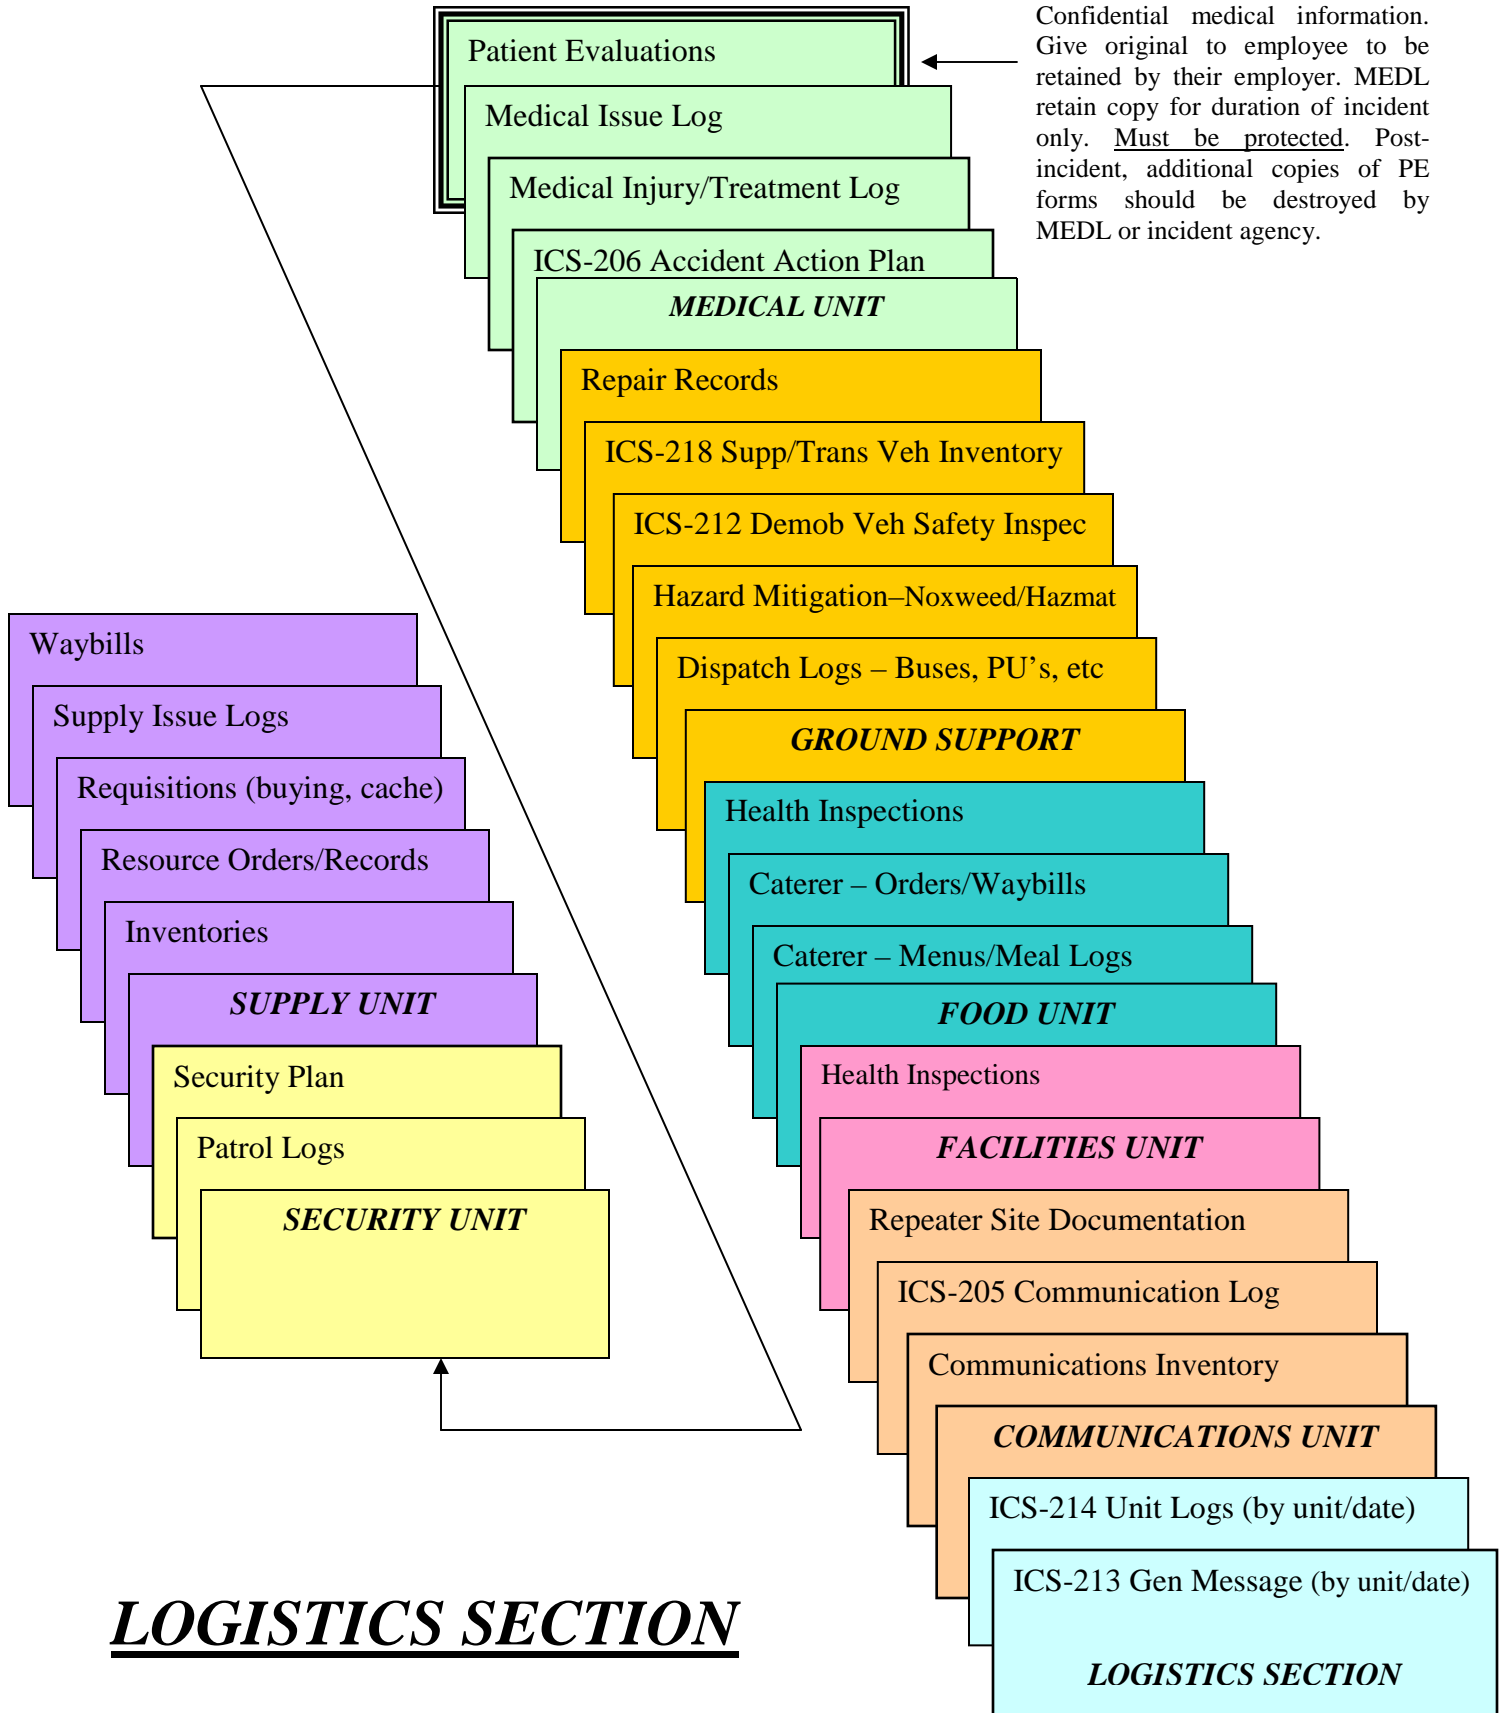 Patient Evaluations
Confidential medical information.
Give original to employee to be
retained by their employer. MEDL
retain copy for duration of incident
only. Must be protected. Post-
incident, additional copies of PE
forms should be destroyed by
MEDL or incident agency.
Medical Issue Log
Medical Injury/Treatment Log
ICS-206 Accident Action Plan
MEDICAL UNIT
Repair Records
ICS-218 Supp/Trans Veh Inventory
ICS-212 Demob Veh Safety Inspec
Hazard Mitigation–Noxweed/Hazmat
Dispatch Logs – Buses, PU’s, etc
GROUND SUPPORT
Health Inspections
Caterer – Orders/Waybills
Caterer – Menus/Meal Logs
FOOD UNIT
Health Inspections
FACILITIES UNIT
Repeater Site Documentation
ICS-205 Communication Log
Communications Inventory
COMMUNICATIONS UNIT
ICS-214 Unit Logs (by unit/date)
ICS-213 Gen Message (by unit/date)
LOGISTICS SECTION
Waybills
Supply Issue Logs
Requisitions (buying, cache)
Resource Orders/Records
Inventories
SUPPLY UNIT
Security Plan
Patrol Logs
SECURITY UNIT
LOGISTICS SECTION